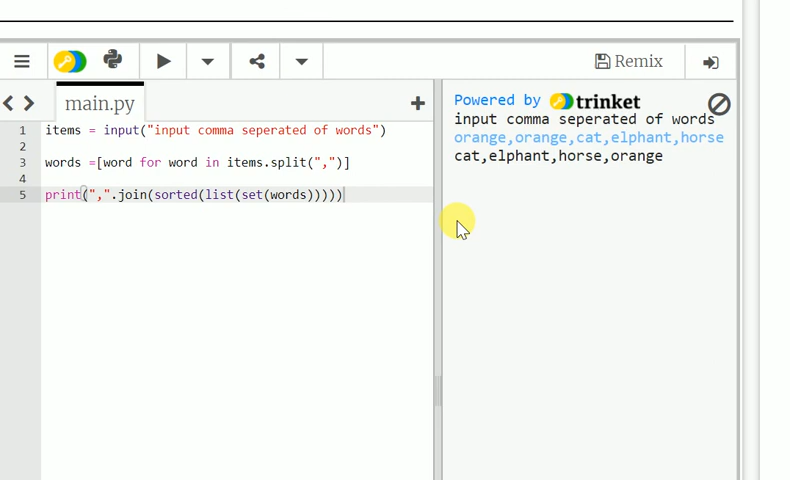 Remix
main.py
1 items = input("input comma seperated of words")
2
3 words =[word for word in items.split(",")]
4
5 print(",".join(sorted(list(set(words)))))
Powered by trinket
input comma seperated of words
orange,orange,cat,elphant,horse
cat,elphant,horse,orange